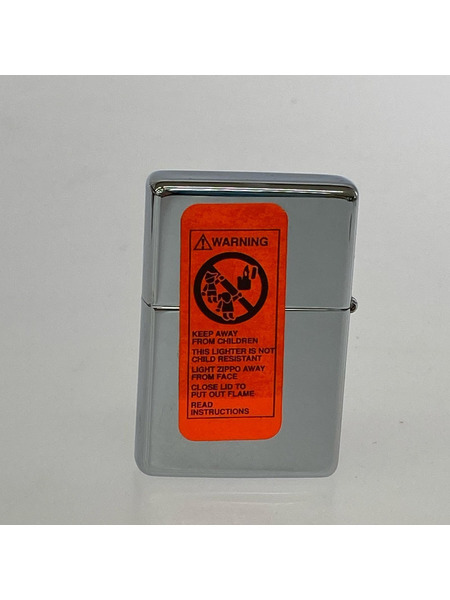 WARNING
KEEP AWAY
FROM CHILDREN
THIS LIGHTER IS NOT
CHILD RESISTANT
LIGHT ZIPPO AWAY
FROM FACE
CLOSE LID TO
PUT OUT FLAME
READ
INSTRUCTIONS